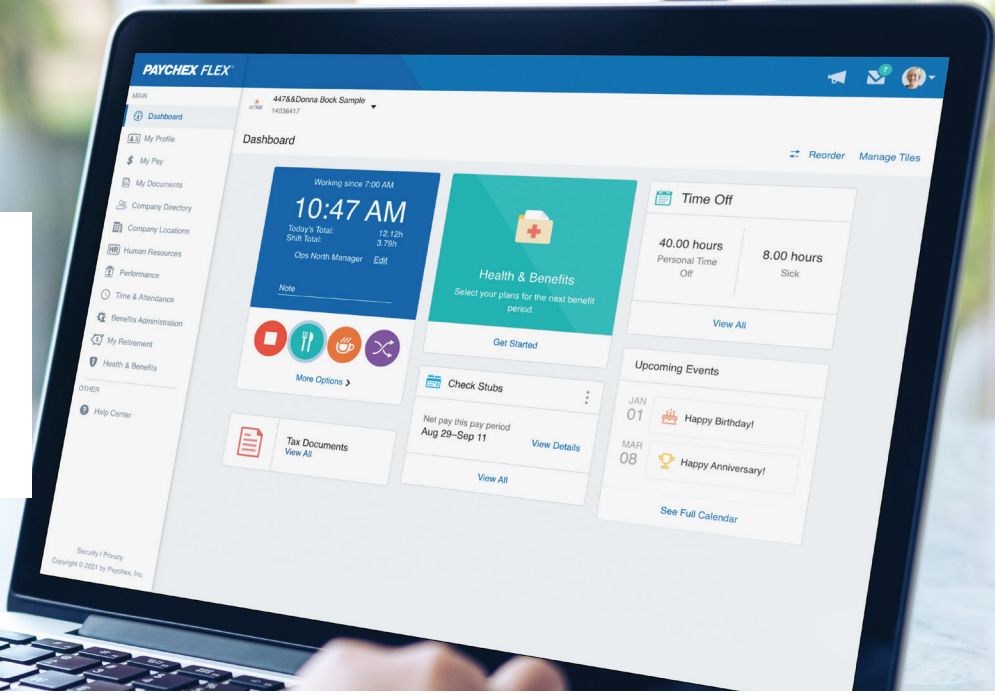 PAYCHEX FLEX®
7
MAIN
Dashboard
My Profile
My Pay
My Documents
Company Directory
Company Locations
HR Human Resources
Performance
Time & Attendance
Benefits Administration
My Retirement
Health & Benefits
OTHER
Help Center
Security | Privacy
Copyright © 2021 by Paychex, Inc.
ACME
447&&Donna Bock Sample
14036417
Dashboard
Reorder Manage Tiles
Working since 7:00 AM
10:47 AM
Today's Total: 12.12h
Shift Total: 3.79h
Ops North Manager Edit
Note
More Options >
Tax Documents
View All
Health & Benefits
Select your plans for the next benefit
period.
Get Started
Check Stubs
Net pay this pay period
Aug 29–Sep 11 View Details
View All
Time Off
40.00 hours
Personal Time
Off
8.00 hours
Sick
View All
Upcoming Events
JAN
01
Happy Birthday!
MAR
08
Happy Anniversary!
See Full Calendar